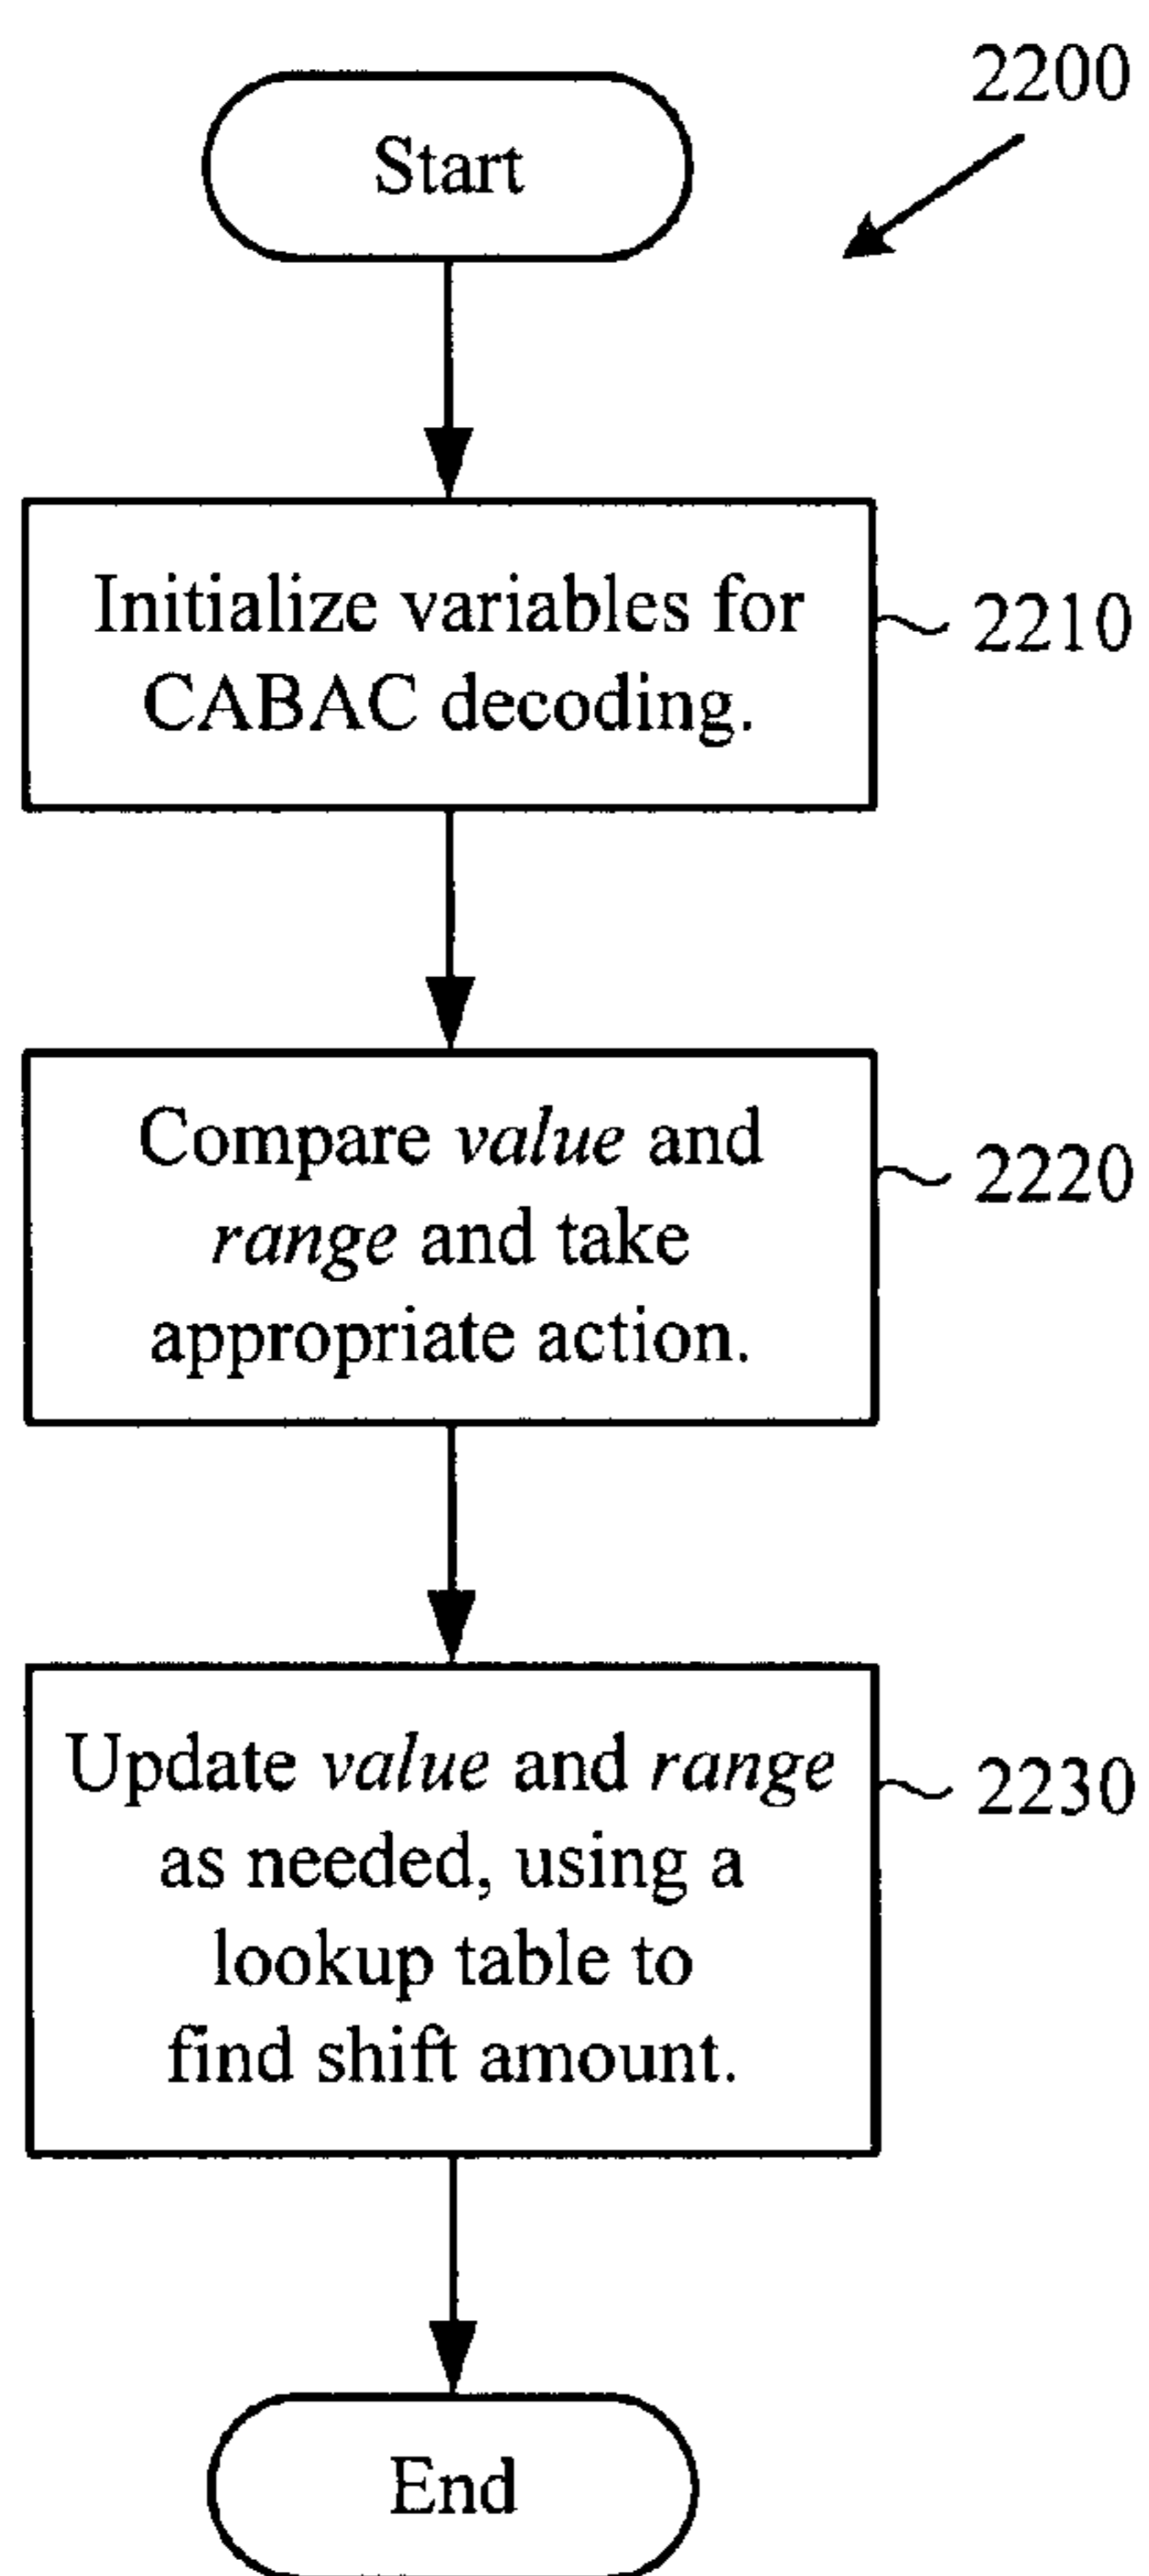 2200
Start
Initialize variables for
CABAC decoding.
2210
Compare value and
range and take
appropriate action.
2220
Update value and range
as needed, using a
lookup table to
find shift amount.
2230
End